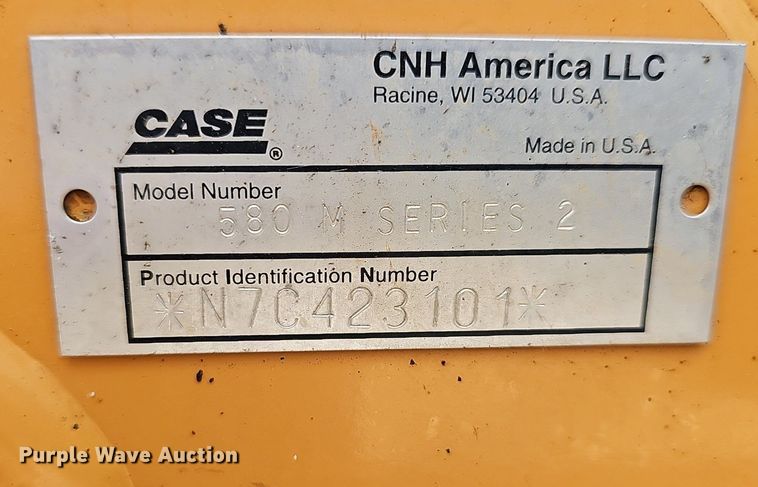 CNH America LLC
Racine, WI 53404 U.S.A.
CASE®
Made in U.S.A.
Model Number
580 M SERIES 2
Product Identification Number
*N7C423101*
Purple Wave Auction